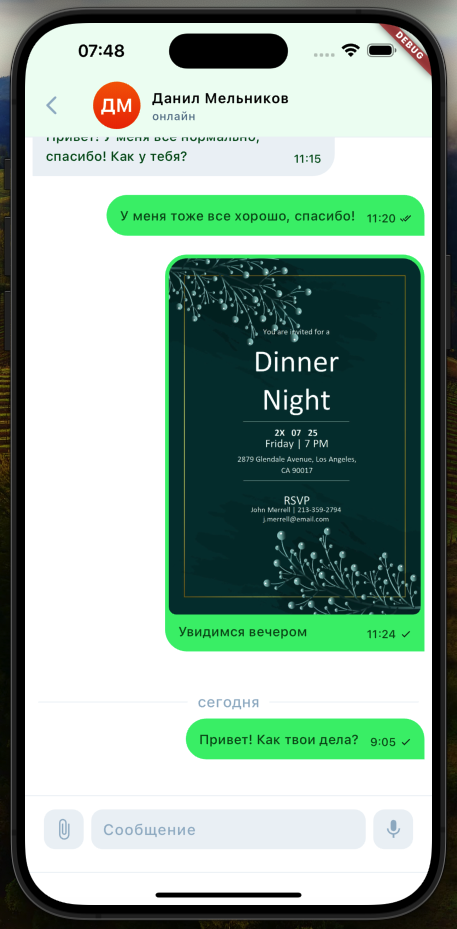 07:48
DEBUG
ДМ
Данил Мельников
онлайн
Привет! У меня все нормально,
спасибо! Как у тебя?
11:15
У меня тоже все хорошо, спасибо!
11:20
You are invited for a
Dinner
Night
2X 07 25
Friday | 7 PM
2879 Glendale Avenue, Los Angeles,
CA 90017
RSVP
John Merrell | 213-359-2794
j.merrell@email.com
Увидимся вечером
11:24
сегодня
Привет! Как твои дела?
9:05
Сообщение